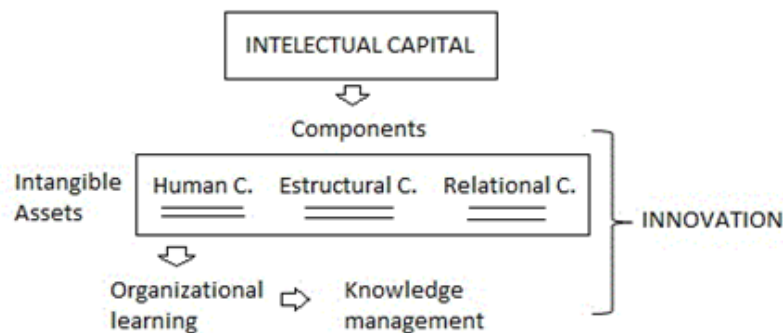 INTELECTUAL CAPITAL
Components
Intangible
Assets
Human C. Estructural C. Relational C.
INNOVATION
Organizational
learning
Knowledge
management